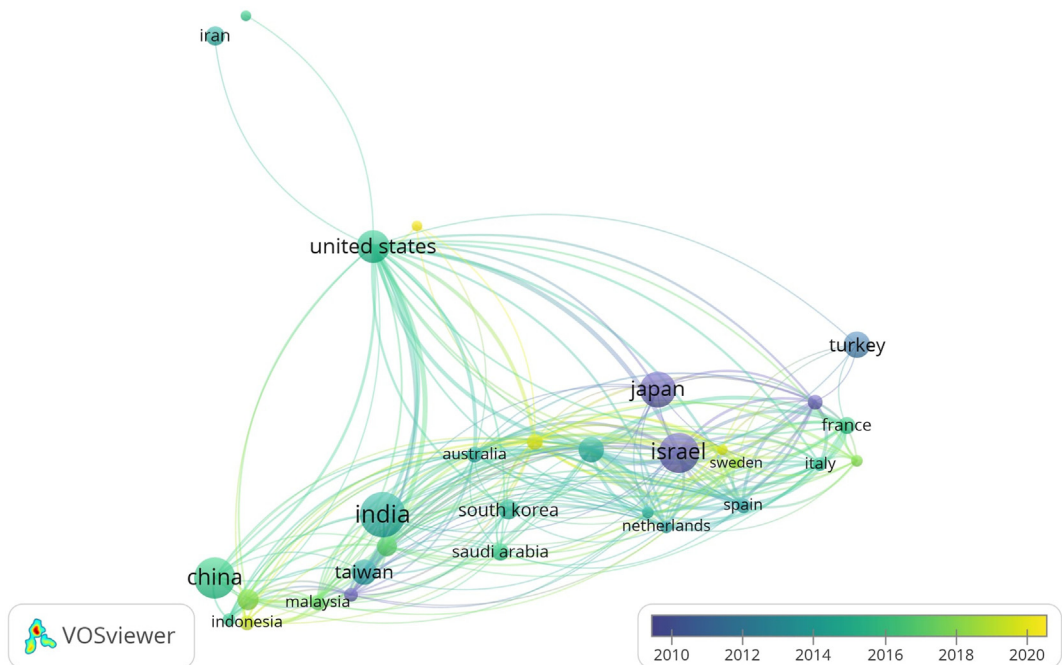 iran
united states
turkey
japan
france
israel
australia
sweden
italy
spain
india
south korea
netherlands
saudi arabia
taiwan
china
malaysia
indonesia
VOSviewer
2010 2012 2014 2016 2018 2020